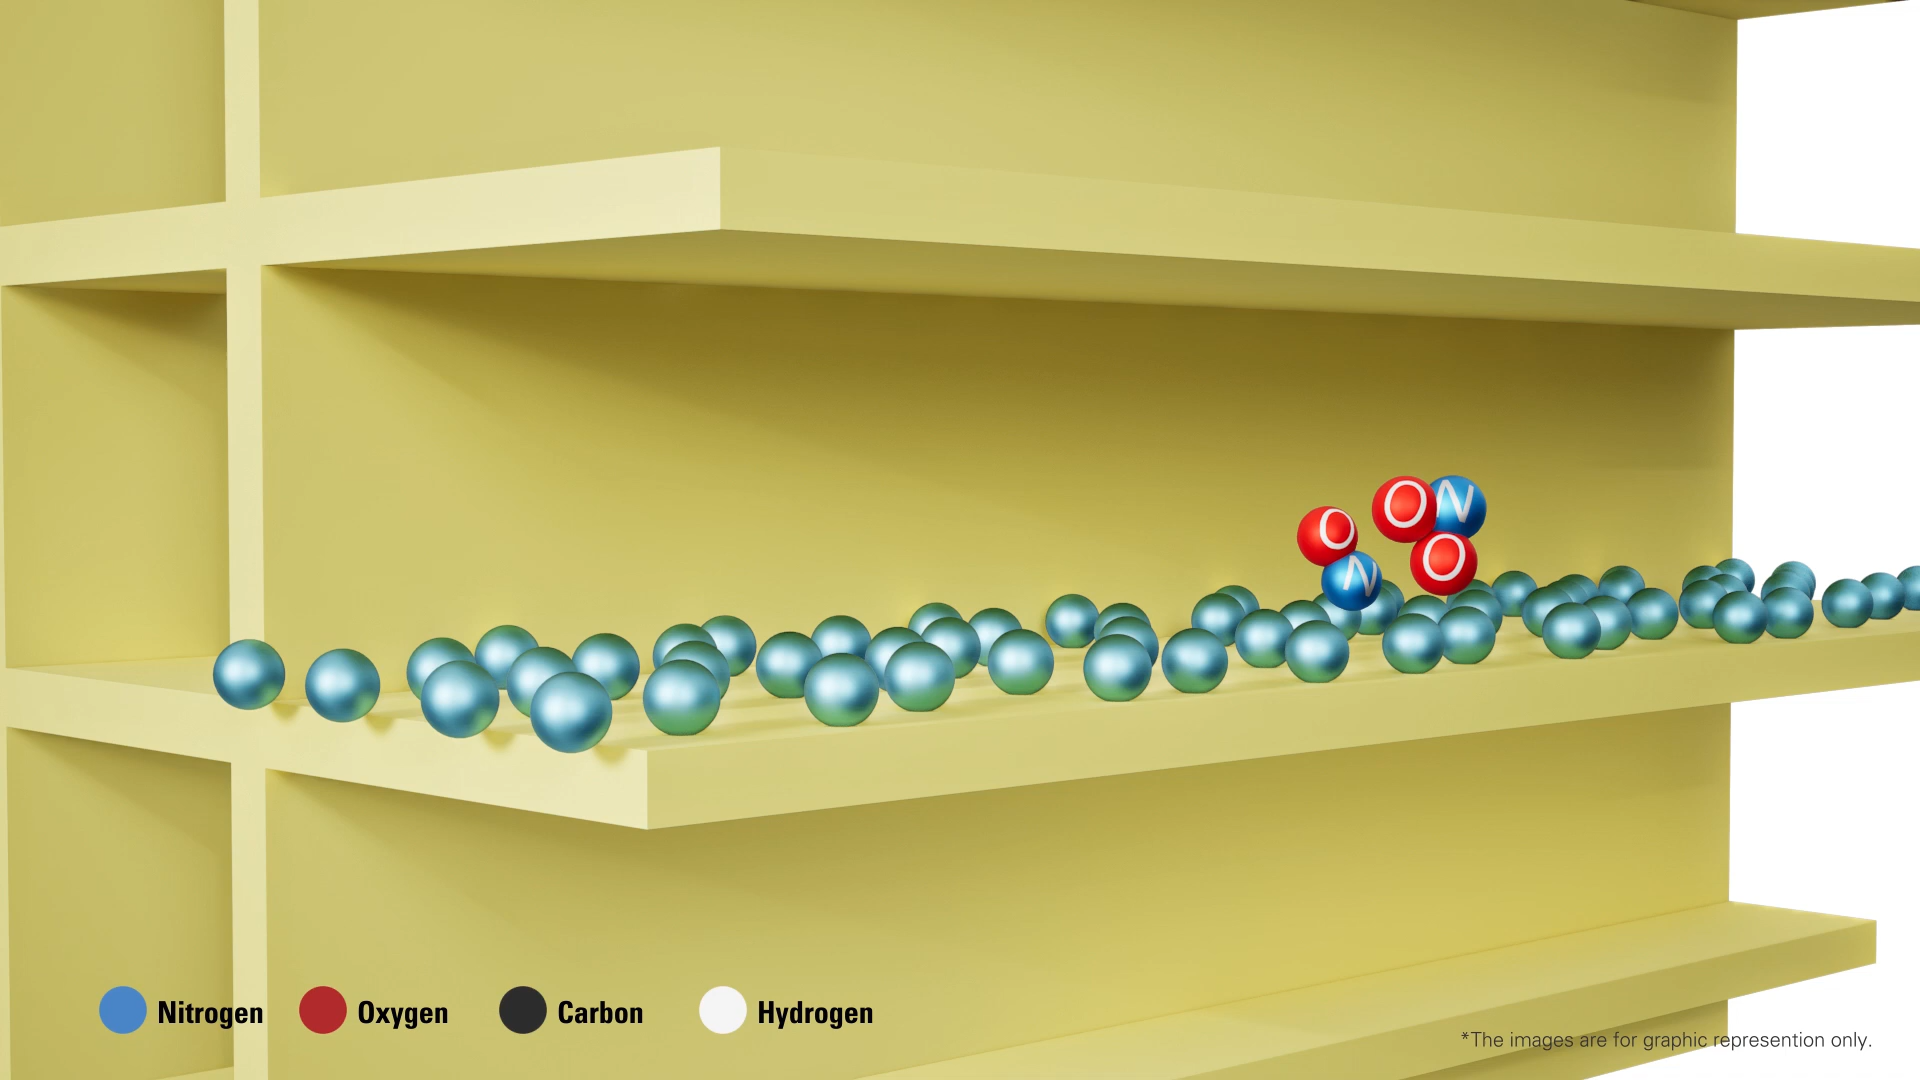 O N
O
O
N
Nitrogen Oxygen Carbon Hydrogen
*The images are for graphic represention only.